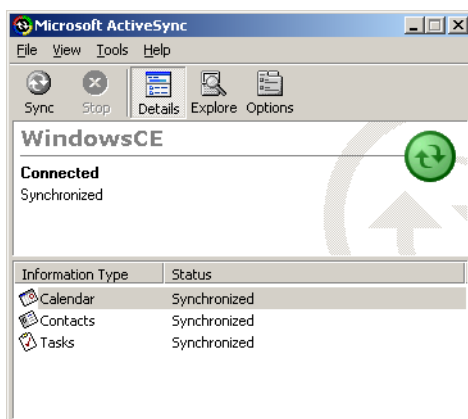 Microsoft ActiveSync
File View Tools Help
Sync Stop Details Explore Options
WindowsCE
Connected
Synchronized
Information Type Status
Calendar Synchronized
Contacts Synchronized
Tasks Synchronized